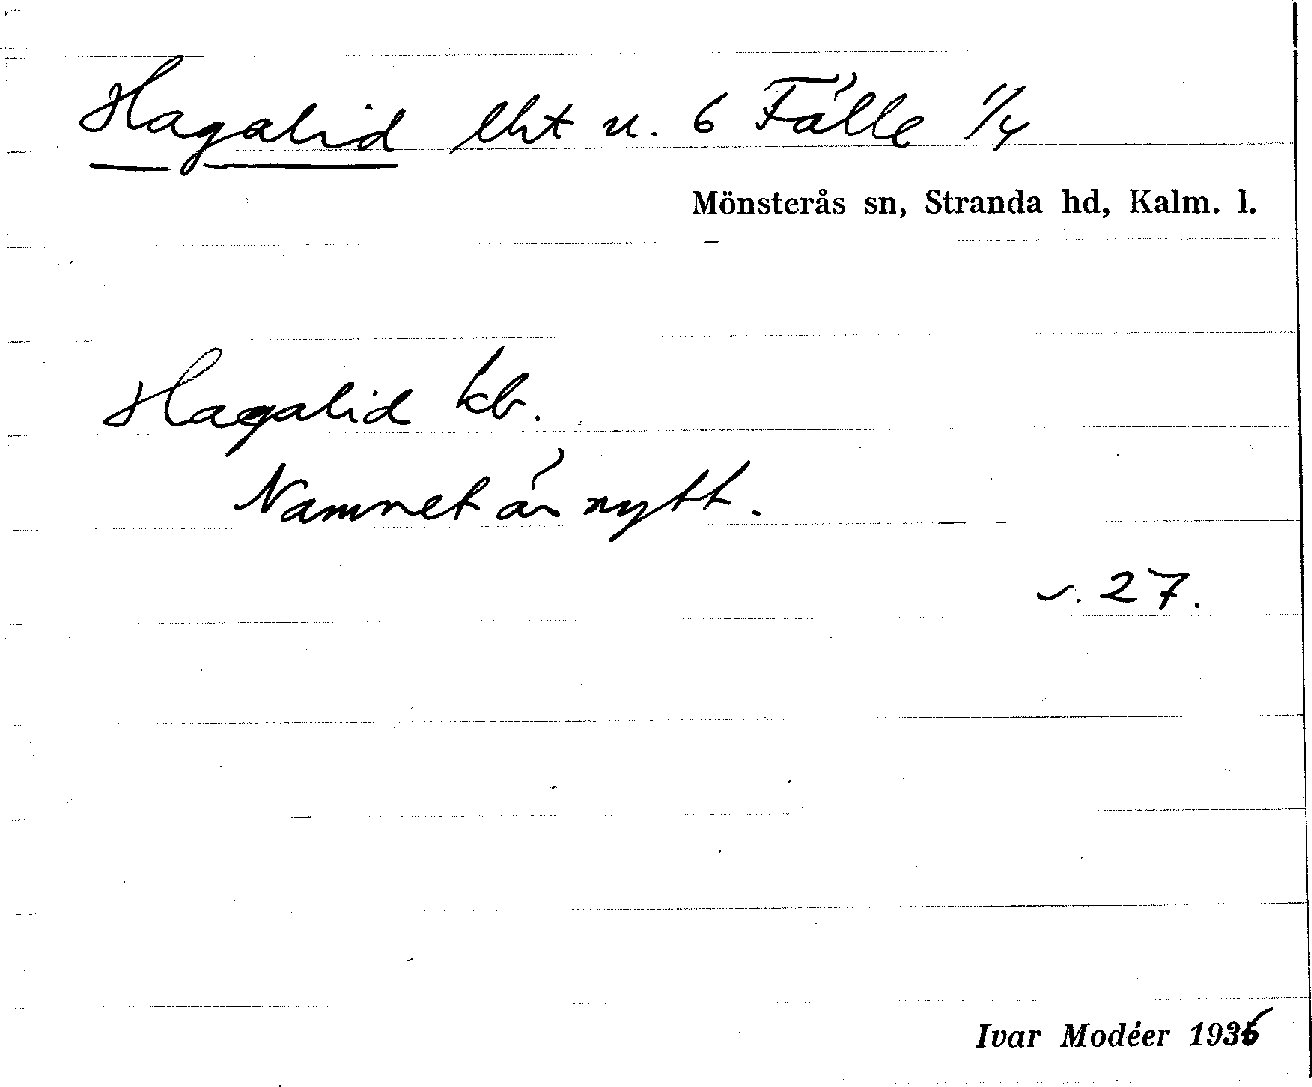 Hagalid lht u. 6 Fälle 1/4
Mönsterås sn, Stranda hd, Kalm. l.
Hagalid kb.
Namnet är nytt.
s. 27.
Ivar Modéer 1936